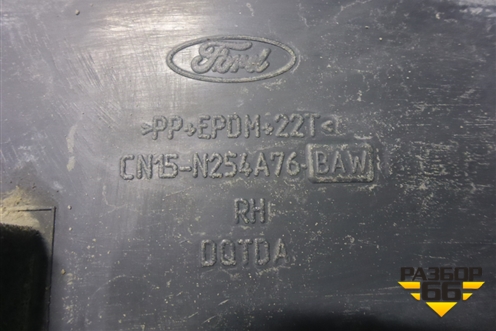 Ford
>PP+EPDM-22T<
CN15-N254A76-BAW
RH
DQTDA
РАЗБОР
66